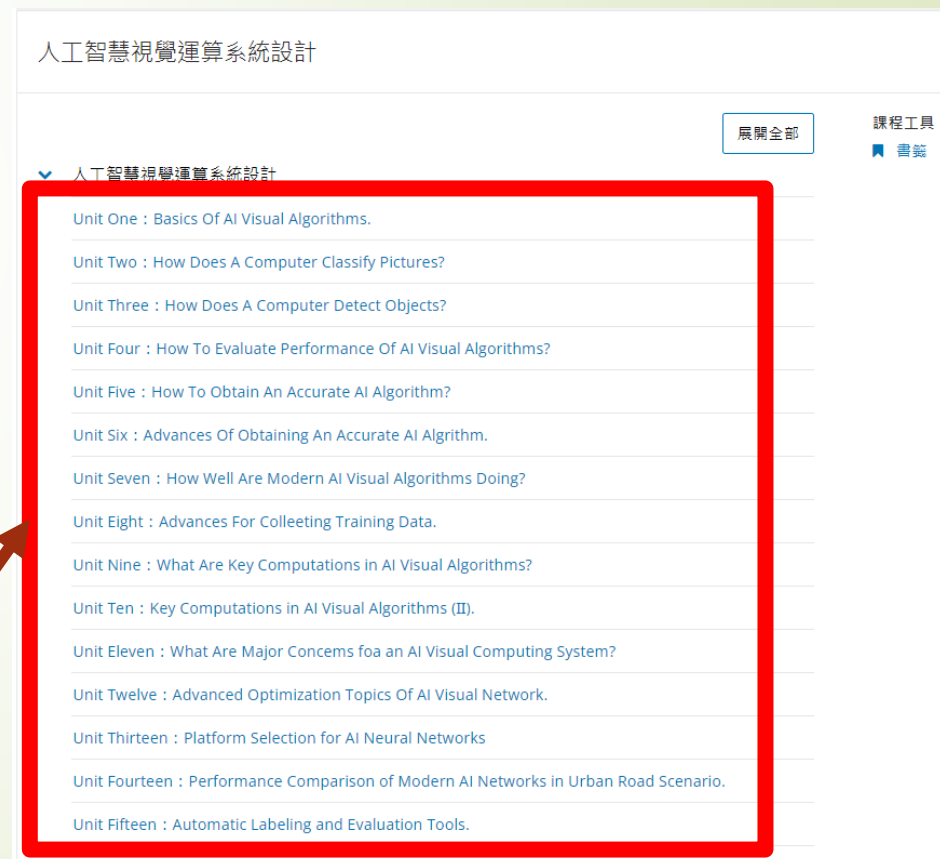 人工智慧視覺運算系統設計
展開全部
課程工具
書籤
人工智慧視覺運算系統設計
Unit One：Basics Of AI Visual Algorithms.
Unit Two：How Does A Computer Classify Pictures?
Unit Three：How Does A Computer Detect Objects?
Unit Four：How To Evaluate Performance Of AI Visual Algorithms?
Unit Five：How To Obtain An Accurate AI Algorithm?
Unit Six：Advances Of Obtaining An Accurate AI Algrithm.
Unit Seven：How Well Are Modern AI Visual Algorithms Doing?
Unit Eight：Advances For Colleeting Training Data.
Unit Nine：What Are Key Computations in AI Visual Algorithms?
Unit Ten：Key Computations in AI Visual Algorithms (II).
Unit Eleven：What Are Major Concems foa an AI Visual Computing System?
Unit Twelve：Advanced Optimization Topics Of AI Visual Network.
Unit Thirteen：Platform Selection for AI Neural Networks
Unit Fourteen：Performance Comparison of Modern AI Networks in Urban Road Scenario.
Unit Fifteen：Automatic Labeling and Evaluation Tools.